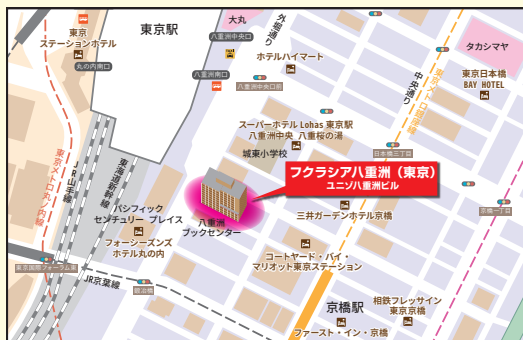 東京駅
大丸
外堀通り
タカシマヤ
東京
ステーションホテル
丸の内南口
八重洲中央口
八重洲南口
ホテルハイマート
八重洲中央口前
中央通り
東京メトロ銀座線
東京日本橋
BAY HOTEL
スーパーホテル Lohas 東京駅
八重洲中央 八重桜の湯
城東小学校
日本橋三丁目
フクラシア八重洲（東京）
ユニゾ八重洲ビル
東京メトロ丸ノ内線
JR山手線
東海道新幹線
パシフィック
センチュリー プレイス
八重洲
ブックセンター
フォーシーズンズ
ホテル丸の内
三井ガーデンホテル京橋
京橋一丁目
コートヤード・バイ・
マリオット東京ステーション
東京国際フォーラム東
JR京葉線
鍛冶橋
京橋駅
相鉄フレッサイン
東京京橋
ファースト・イン・京橋